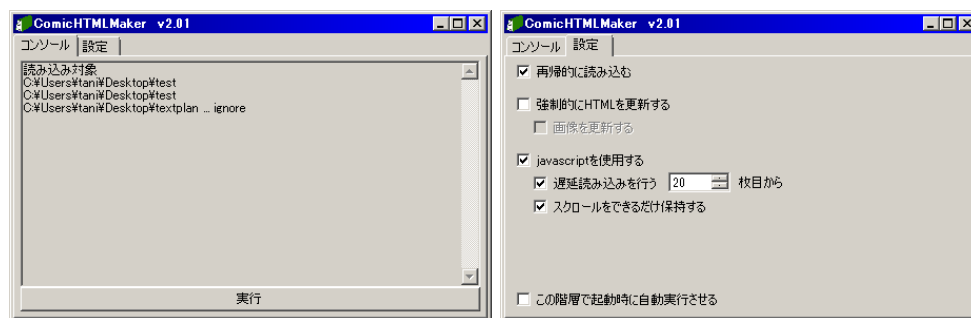 ComicHTMLMaker v2.01
コンソール 設定
読み込み対象
C:¥Users¥tani¥Desktop¥test
C:¥Users¥tani¥Desktop¥test
C:¥Users¥tani¥Desktop¥textplan ... ignore
実行
ComicHTMLMaker v2.01
コンソール 設定
再帰的に読み込む
強制的にHTMLを更新する
画像を更新する
javascriptを使用する
遅延読み込みを行う 20 枚目から
スクロールをできるだけ保持する
この階層で起動時に自動実行させる